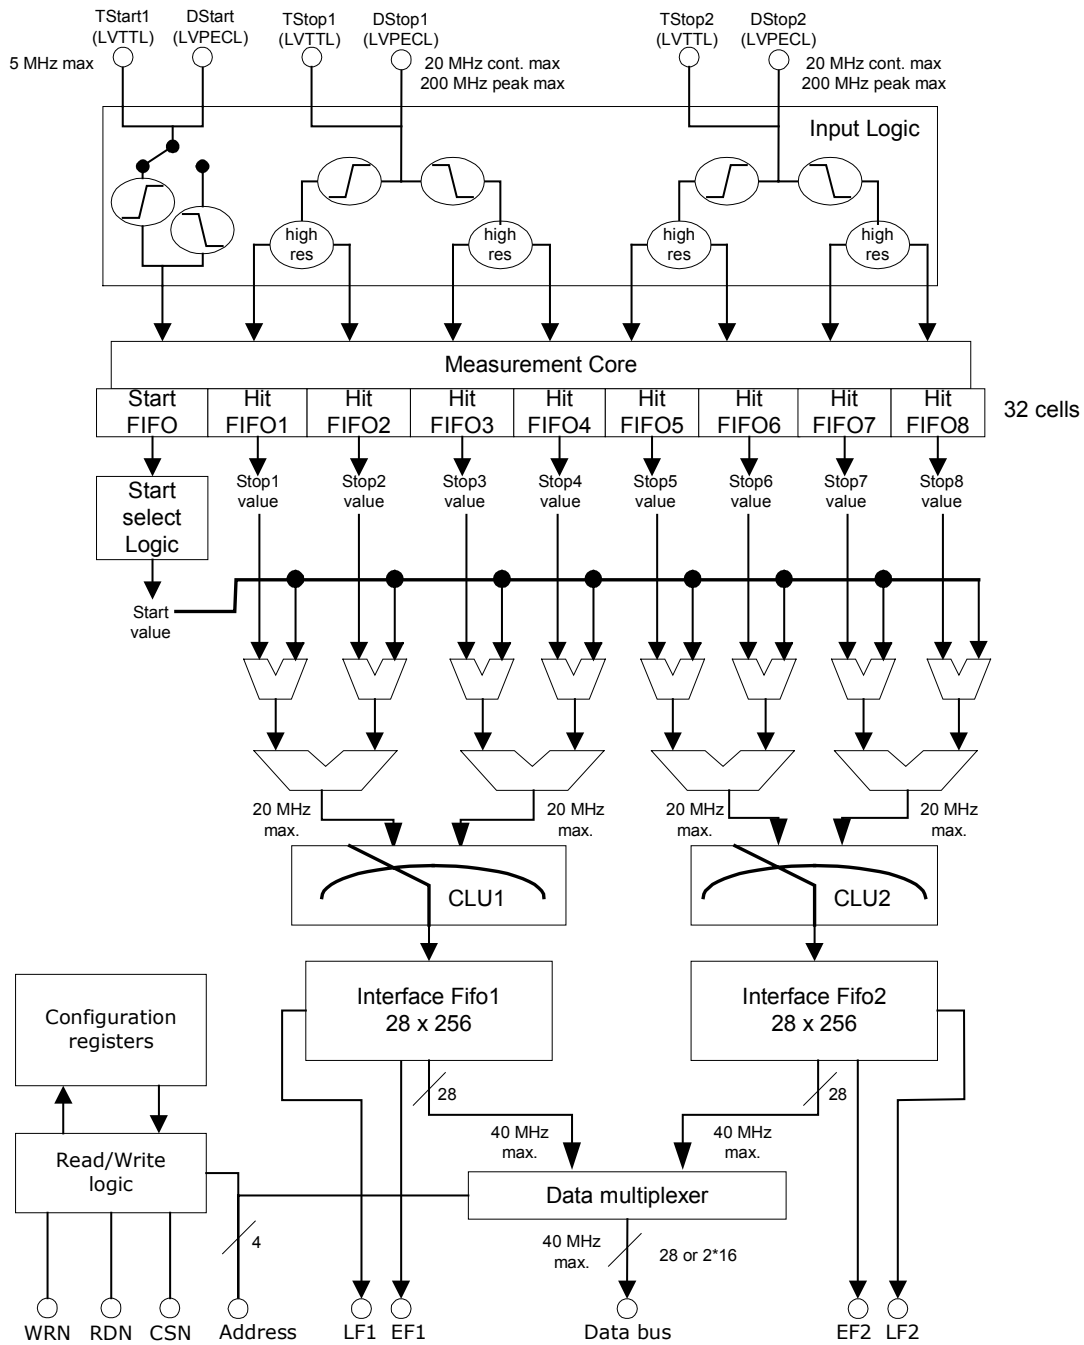 TStart1 DStart TStop1 DStop1 TStop2 DStop2
(LVTTL) (LVPECL) (LVTTL) (LVPECL) (LVTTL) (LVPECL)
5 MHz max 20 MHz cont. max 20 MHz cont. max
200 MHz peak max 200 MHz peak max
Input Logic
high high high high
res res res res
Measurement Core
Start Hit Hit Hit Hit Hit Hit Hit Hit
FIFO FIFO1 FIFO2 FIFO3 FIFO4 FIFO5 FIFO6 FIFO7 FIFO8
32 cells
Stop1 Stop2 Stop3 Stop4 Stop5 Stop6 Stop7 Stop8
value value value value value value value value
Start
select
Logic
Start
value
20 MHz 20 MHz 20 MHz 20 MHz
max. max. max. max.
CLU1 CLU2
Interface Fifo1 Interface Fifo2
28 x 256 28 x 256
Configuration
registers
28 28
40 MHz 40 MHz
max. max.
Read/Write
logic
Data multiplexer
4
40 MHz
max.
28 or 2*16
WRN RDN CSN Address LF1 EF1 Data bus EF2 LF2